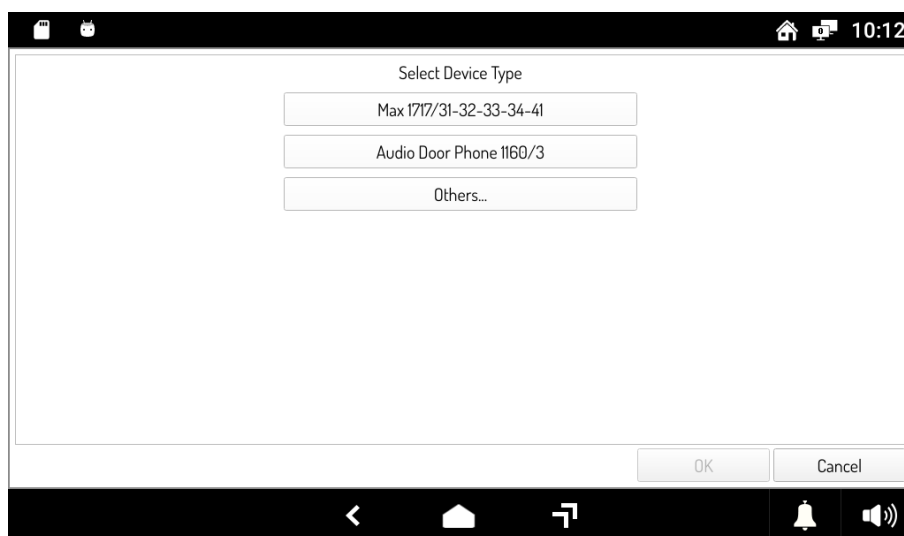 10:12
Select Device Type
Max 1717/31-32-33-34-41
Audio Door Phone 1160/3
Others...
OK
Cancel